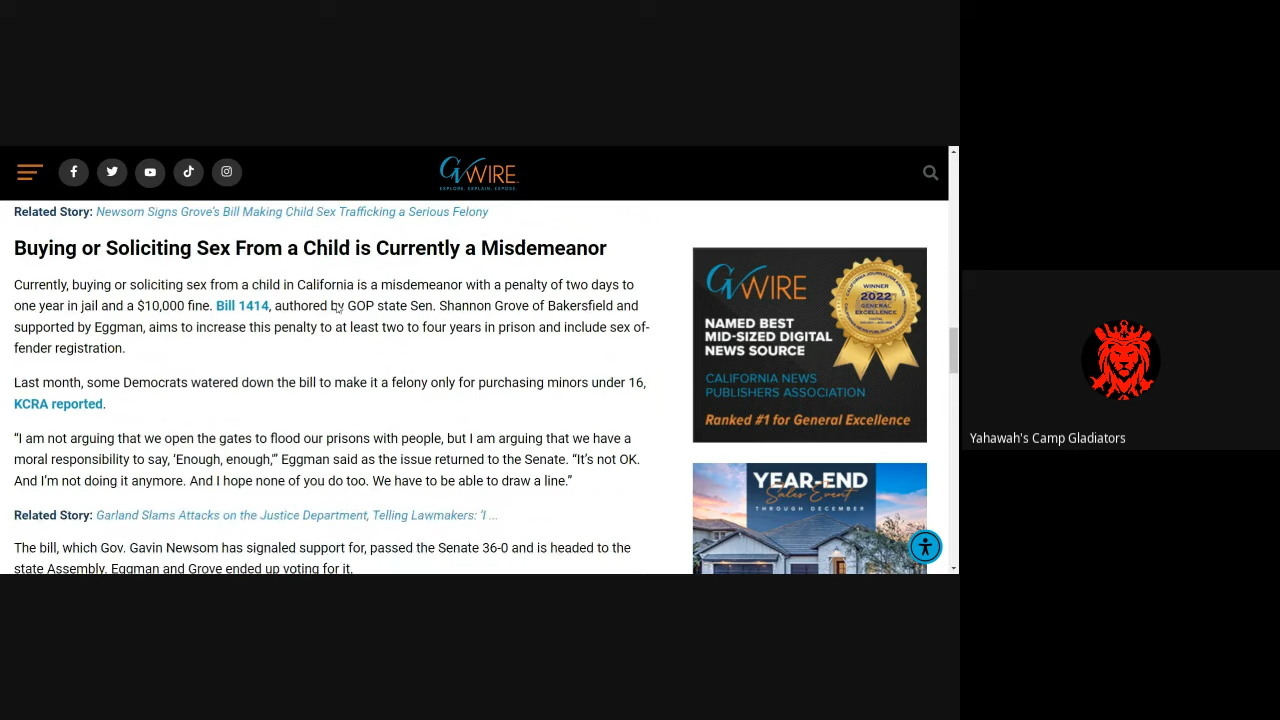 GVWIRE
EXPLORE. EXPLAIN. EXPOSE.
Related Story: Newsom Signs Grove's Bill Making Child Sex Trafficking a Serious Felony
Buying or Soliciting Sex From a Child is Currently a Misdemeanor
Currently, buying or soliciting sex from a child in California is a misdemeanor with a penalty of two days to
one year in jail and a $10,000 fine. Bill 1414, authored by GOP state Sen. Shannon Grove of Bakersfield and
supported by Eggman, aims to increase this penalty to at least two to four years in prison and include sex of-
fender registration.
Last month, some Democrats watered down the bill to make it a felony only for purchasing minors under 16,
KCRA reported.
“I am not arguing that we open the gates to flood our prisons with people, but I am arguing that we have a
moral responsibility to say, ‘Enough, enough,’” Eggman said as the issue returned to the Senate. “It’s not OK.
And I’m not doing it anymore. And I hope none of you do too. We have to be able to draw a line.”
Related Story: Garland Slams Attacks on the Justice Department, Telling Lawmakers: ‘I ...
The bill, which Gov. Gavin Newsom has signaled support for, passed the Senate 36-0 and is headed to the
state Assembly. Eggman and Grove ended up voting for it.
GVWIRE
WINNER
2022
GENERAL
EXCELLENCE
NAMED BEST
MID-SIZED DIGITAL
NEWS SOURCE
CALIFORNIA NEWS
PUBLISHERS ASSOCIATION
Ranked #1 for General Excellence
YEAR-END
Sales Event
THROUGH DECEMBER
Yahawah's Camp Gladiators